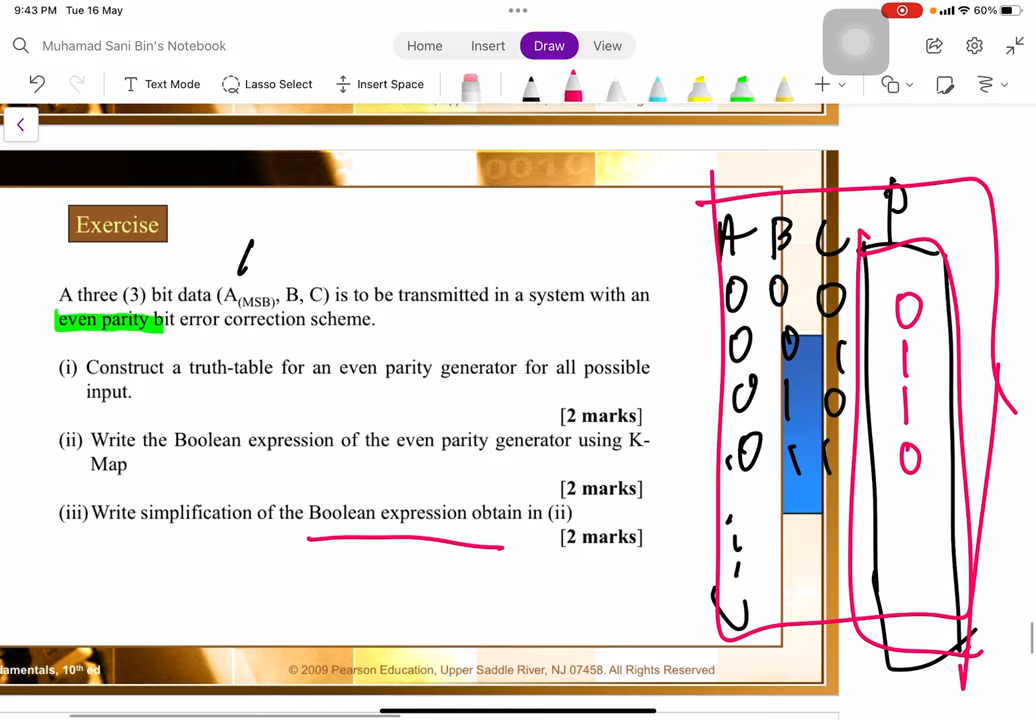 9:43 PM Tue 16 May
60%
Muhamad Sani Bin's Notebook
Home Insert Draw View
Text Mode Lasso Select Insert Space
Exercise
A three (3) bit data (A(MSB), B, C) is to be transmitted in a system with an
even parity bit error correction scheme.
(i) Construct a truth-table for an even parity generator for all possible
input.
[2 marks]
(ii) Write the Boolean expression of the even parity generator using K-
Map
[2 marks]
(iii) Write simplification of the Boolean expression obtain in (ii)
[2 marks]
A B C P
0 0 0 0
0 0 1 1
0 1 0 1
0 1 1 0
damentals, 10th ed
© 2009 Pearson Education, Upper Saddle River, NJ 07458. All Rights Reserved